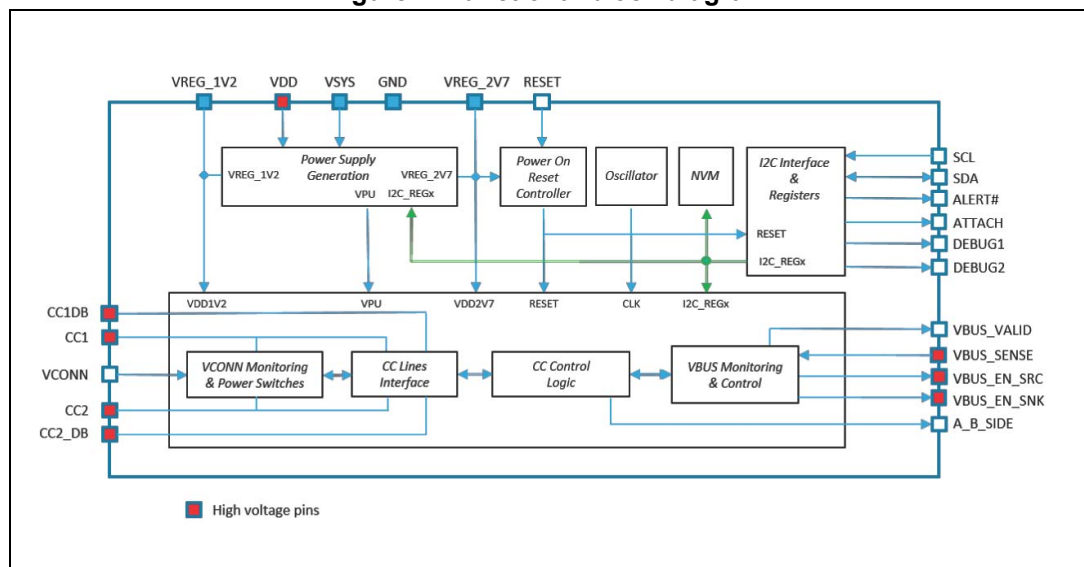 VREG_1V2 VDD VSYS GND VREG_2V7 RESET
Power Supply
Generation
VREG_1V2
VREG_2V7
VPU I2C_REGx
Power On
Reset
Controller
Oscillator
NVM
I2C Interface
&
Registers
RESET
I2C_REGx
SCL
SDA
ALERT#
ATTACH
DEBUG1
DEBUG2
VDD1V2 VPU VDD2V7 RESET CLK I2C_REGx
CC1DB
CC1
VCONN
CC2
CC2_DB
VCONN Monitoring
& Power Switches
CC Lines
Interface
CC Control
Logic
VBUS Monitoring
& Control
VBUS_VALID
VBUS_SENSE
VBUS_EN_SRC
VBUS_EN_SNK
A_B_SIDE
High voltage pins